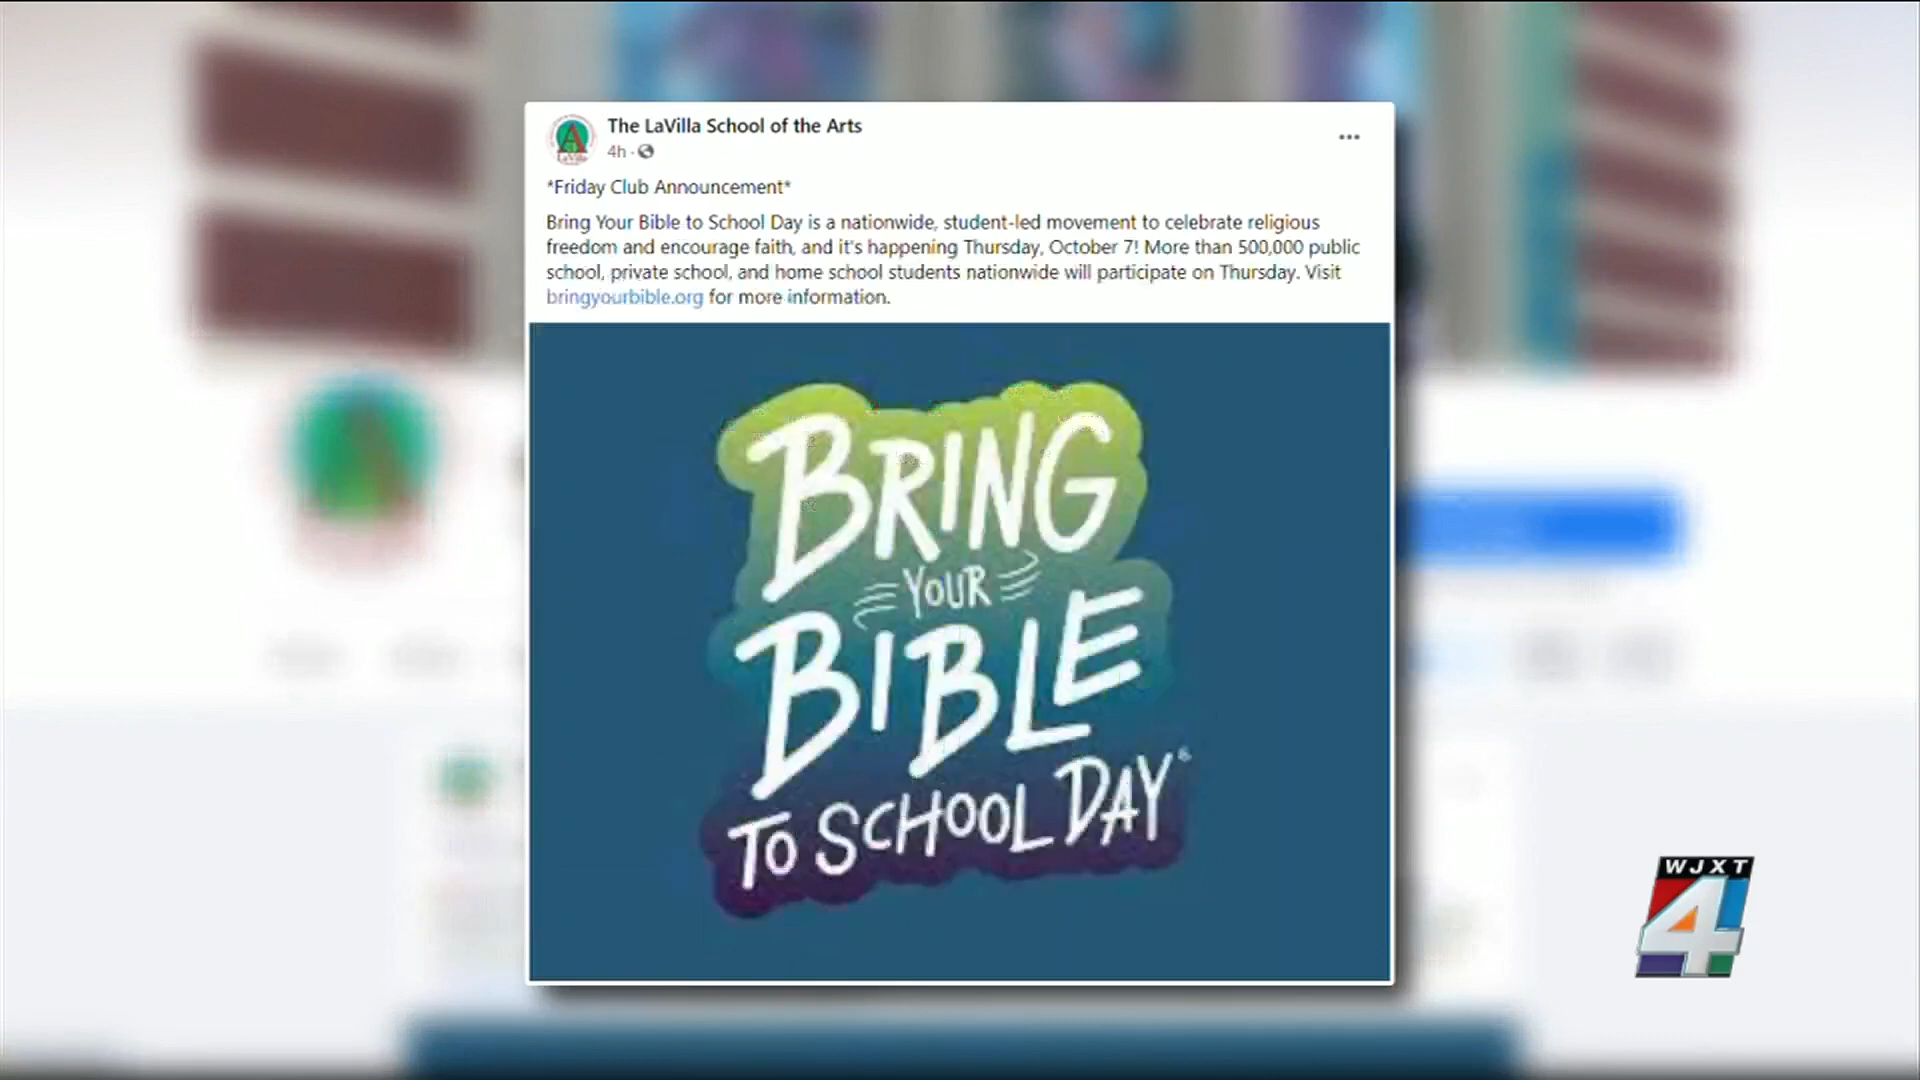 The LaVilla School of the Arts
4h ·
*Friday Club Announcement*
Bring Your Bible to School Day is a nationwide, student-led movement to celebrate religious
freedom and encourage faith, and it's happening Thursday, October 7! More than 500,000 public
school, private school, and home school students nationwide will participate on Thursday. Visit
bringyourbible.org for more information.
BRING
YOUR
BIBLE
TO SCHOOL DAY
WJXT
4